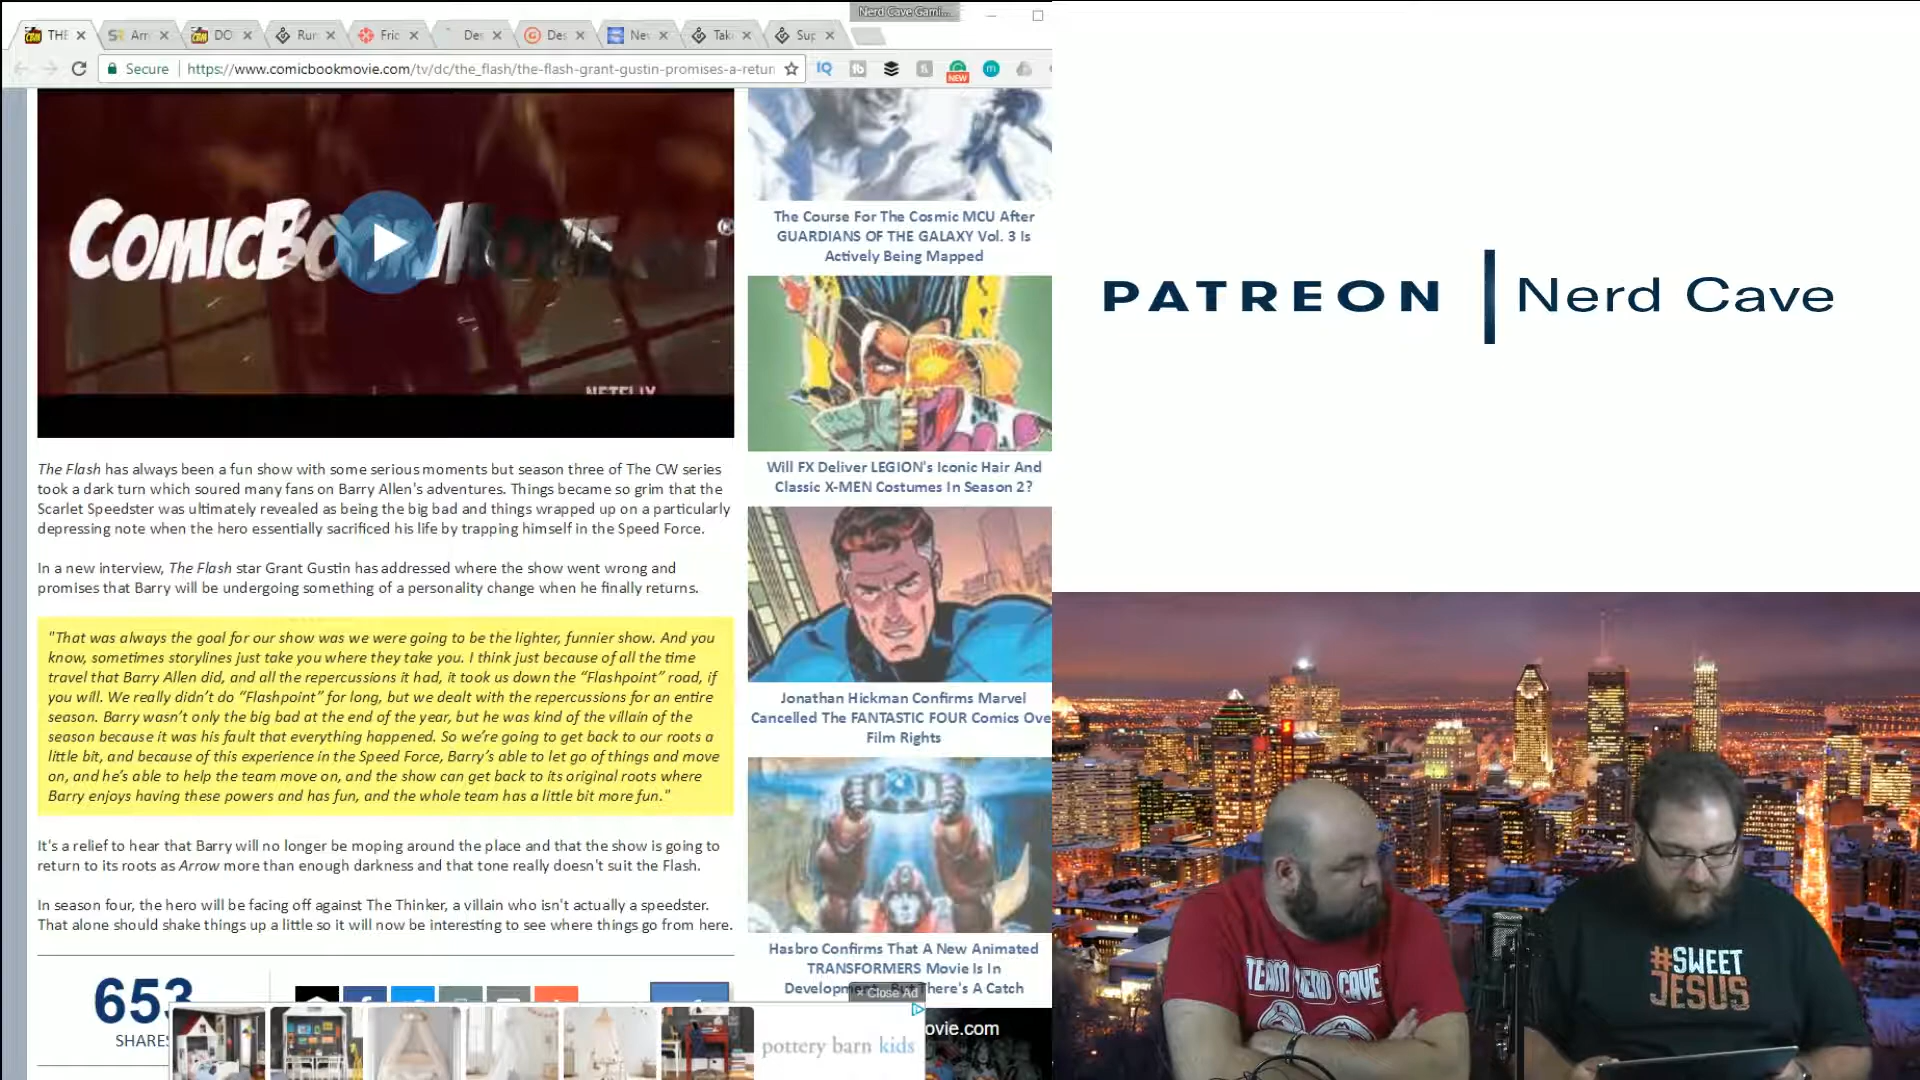 Nerd Cave Gami...
THE
Arr
DO
Rur
Fric
Des
Des
Nev
Tak
Sup
Secure
https://www.comicbookmovie.com/tv/dc/the_flash/the-flash-grant-gustin-promises-a-retur
IQ
NEW
m
NETFLIX
The Flash has always been a fun show with some serious moments but season three of The CW series
took a dark turn which soured many fans on Barry Allen's adventures. Things became so grim that the
Scarlet Speedster was ultimately revealed as being the big bad and things wrapped up on a particularly
depressing note when the hero essentially sacrificed his life by trapping himself in the Speed Force.
In a new interview, The Flash star Grant Gustin has addressed where the show went wrong and
promises that Barry will be undergoing something of a personality change when he finally returns.
"That was always the goal for our show was we were going to be the lighter, funnier show. And you
know, sometimes storylines just take you where they take you. I think just because of all the time
travel that Barry Allen did, and all the repercussions it had, it took us down the “Flashpoint” road, if
you will. We really didn’t do “Flashpoint” for long, but we dealt with the repercussions for an entire
season. Barry wasn’t only the big bad at the end of the year, but he was kind of the villain of the
season because it was his fault that everything happened. So we’re going to get back to our roots a
little bit, and because of this experience in the Speed Force, Barry’s able to let go of things and move
on, and he’s able to help the team move on, and the show can get back to its original roots where
Barry enjoys having these powers and has fun, and the whole team has a little bit more fun."
It's a relief to hear that Barry will no longer be moping around the place and that the show is going to
return to its roots as Arrow more than enough darkness and that tone really doesn't suit the Flash.
In season four, the hero will be facing off against The Thinker, a villain who isn't actually a speedster.
That alone should shake things up a little so it will now be interesting to see where things go from here.
653
SHARES
The Course For The Cosmic MCU After
GUARDIANS OF THE GALAXY Vol. 3 Is
Actively Being Mapped
Will FX Deliver LEGION's Iconic Hair And
Classic X-MEN Costumes In Season 2?
Jonathan Hickman Confirms Marvel
Cancelled The FANTASTIC FOUR Comics Ove
Film Rights
Hasbro Confirms That A New Animated
TRANSFORMERS Movie Is In
There's A Catch
× Close Ad
pottery barn kids
ovie.com
PATREON | Nerd Cave
TEAM NERD CAVE
#SWEET
JESUS